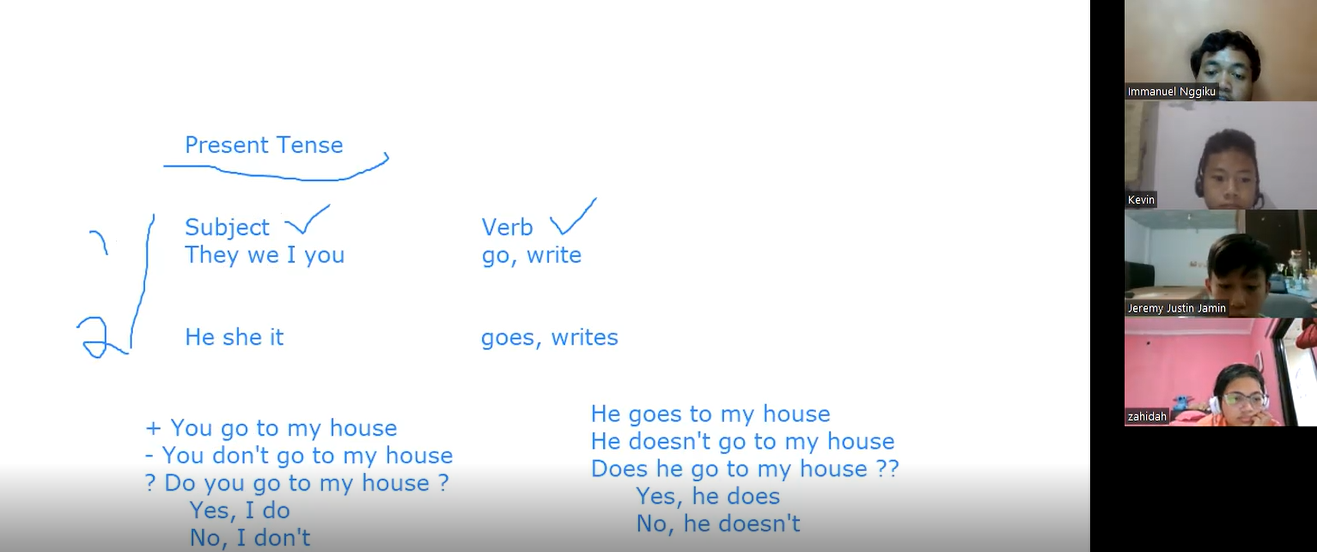 Present Tense
Subject
They we I you
Verb
go, write
2
He she it
goes, writes
+ You go to my house
- You don't go to my house
? Do you go to my house ?
Yes, I do
No, I don't
He goes to my house
He doesn't go to my house
Does he go to my house ??
Yes, he does
No, he doesn't
Immanuel Nggiku
Kevin
Jeremy Justin Jamin
zahidah